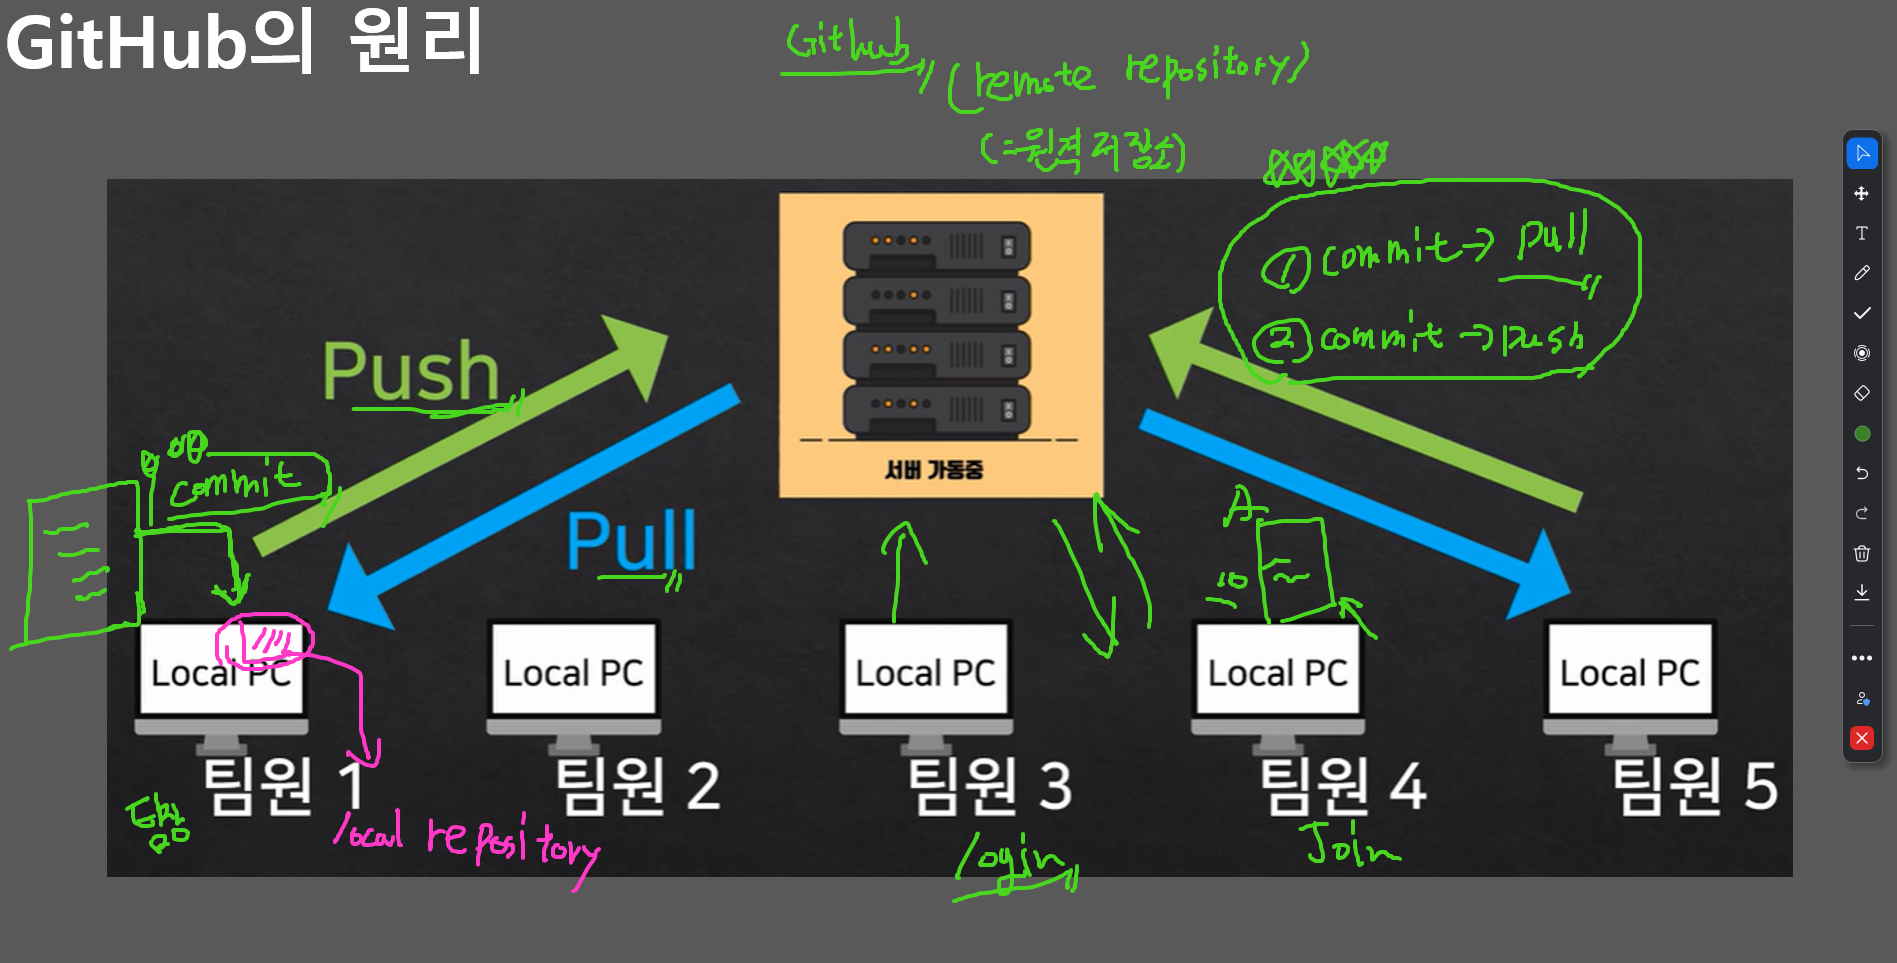 GitHub의 원리
Github
(remote repository)
(=원격저장소)
① commit → pull
② commit → push
Push
commit
서버 가동중
Pull
A
10
Local PC
Local PC
Local PC
Local PC
Local PC
팀원 1
팀원 2
팀원 3
팀원 4
팀원 5
local repository
Login
Join